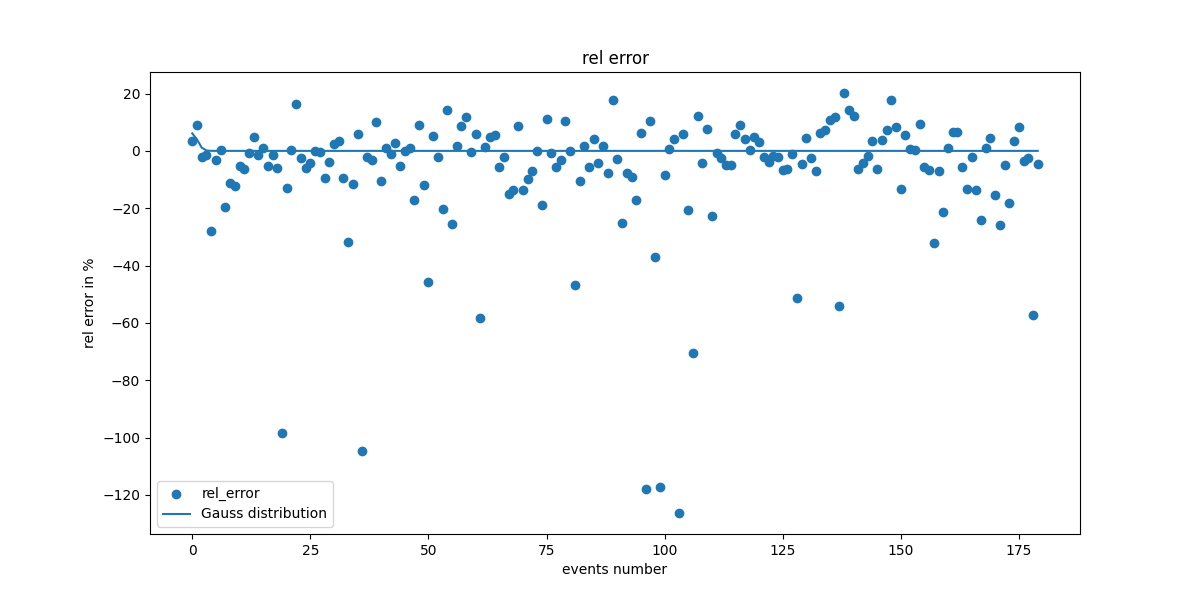 rel error
20
0
−20
−40
−60
−80
−100
−120
rel error in %
rel_error
Gauss distribution
0 25 50 75 100 125 150 175
events number